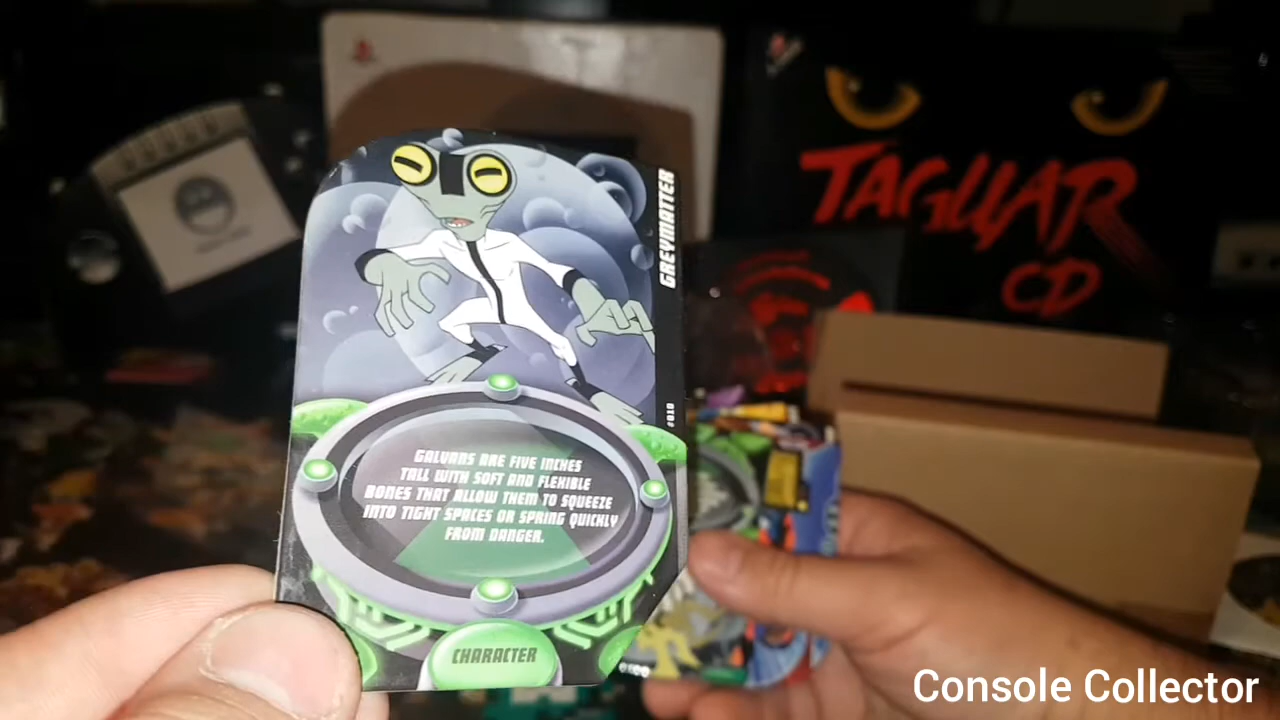 TAGUAR
CD
GREYMATTER
#010
GALVANS ARE FIVE INCHES
TALL WITH SOFT AND FLEXIBLE
BONES THAT ALLOW THEM TO SQUEEZE
INTO TIGHT SPACES OR SPRING QUICKLY
FROM DANGER.
CHARACTER
Console Collector